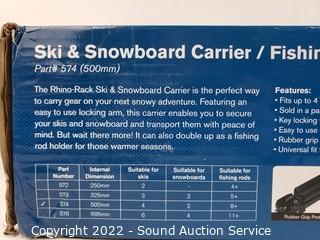 Ski & Snowboard Carrier / Fishin
Part# 574 (500mm)
The Rhino-Rack Ski & Snowboard Carrier is the perfect way
to carry gear on your next snowy adventure. Featuring an
easy to use locking arm, this carrier enables you to secure
your skis and snowboard and transport them with peace of
mind. But wait there's more! It can also double up as a fishing
rod holder for those warmer seasons.
Features:
• Fits up to 4
• Sold in a pa
• Key locking
• Easy to use
• Rubber grip
• Universal fit
Part Number Internal Dimension Suitable for skis Suitable for snowboards Suitable for fishing rods
572 250mm 2 - 4+
573 325mm 3 2 5+
✓ 574 500mm 4 2 8+
576 695mm 6 4 11+
Rubber Grip Prote
Copyright 2022 - Sound Auction Service